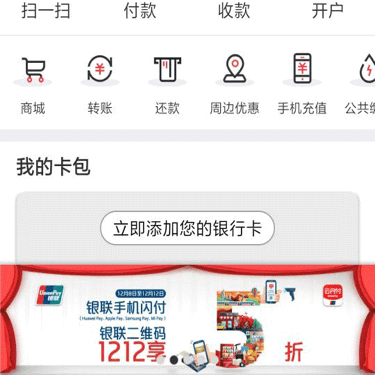 扫一扫 付款 收款 开户
商城 转账 还款 周边优惠 手机充值 公共缴
我的卡包
立即添加您的银行卡
UnionPay 银联
12月8日至12月12日
银联手机闪付
(Huawei Pay, Apple Pay, Samsung Pay, Mi Pay)
银联二维码
1212享 5 折
云闪付